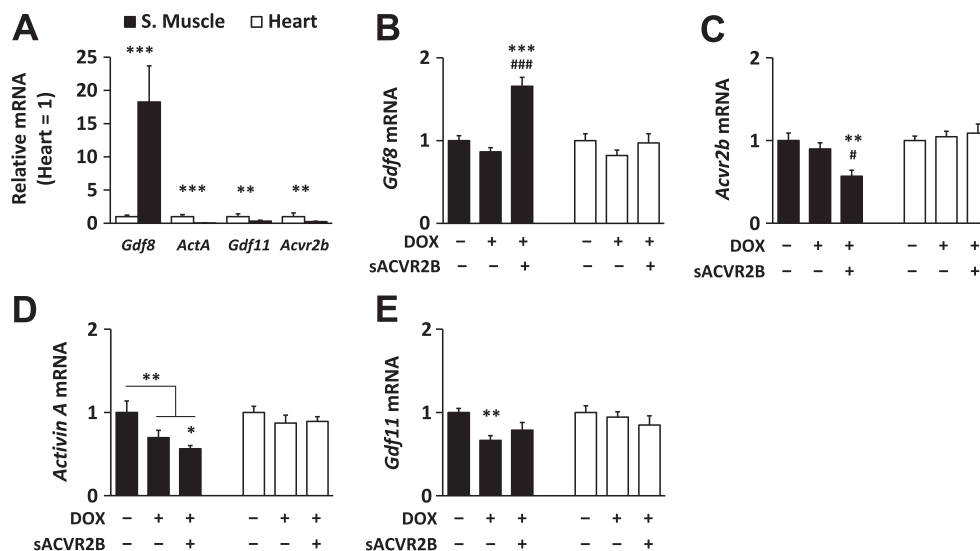 A
■ S. Muscle □ Heart
Relative mRNA
(Heart = 1)
25
20
15
10
5
0
***
***
**
**
Gdf8 ActA Gdf11 Acvr2b
B
Gdf8 mRNA
2
1
0
***
###
DOX – + + – + +
sACVR2B – – + – – +
C
Acvr2b mRNA
2
1
0
**
#
DOX – + + – + +
sACVR2B – – + – – +
D
Activin A mRNA
2
1
0
**
*
DOX – + + – + +
sACVR2B – – + – – +
E
Gdf11 mRNA
2
1
0
**
DOX – + + – + +
sACVR2B – – + – – +